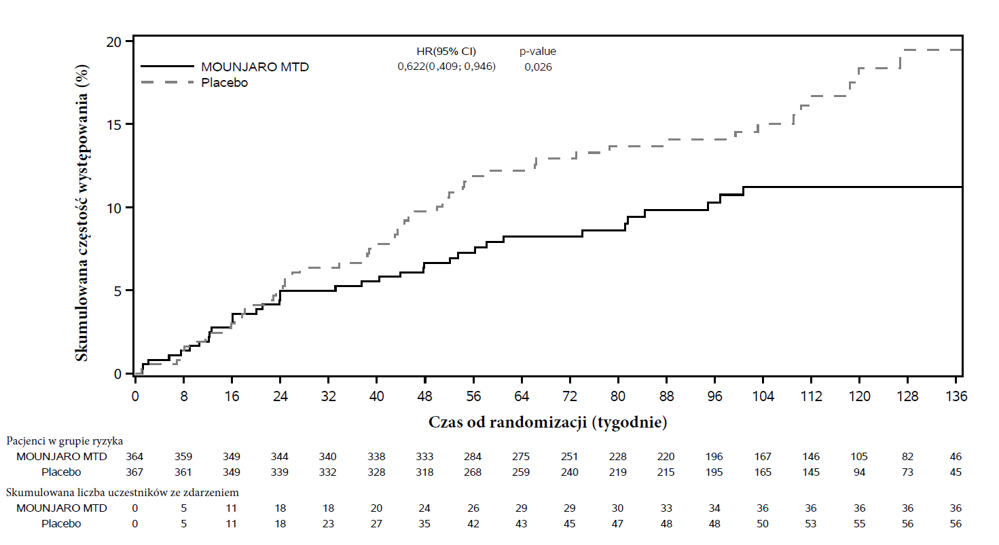 20
15
10
5
0
Skumulowana częstość występowania (%)
HR(95% CI) p-value
MOUNJARO MTD 0,622(0,409; 0,946) 0,026
Placebo
0 8 16 24 32 40 48 56 64 72 80 88 96 104 112 120 128 136
Czas od randomizacji (tygodnie)
Pacjenci w grupie ryzyka
MOUNJARO MTD 364 359 349 344 340 338 333 284 275 251 228 220 196 167 146 105 82 46
Placebo 367 361 349 339 332 328 318 268 259 240 219 215 195 165 145 94 73 45
Skumulowana liczba uczestników ze zdarzeniem
MOUNJARO MTD 0 5 11 18 18 20 24 26 29 29 30 33 34 36 36 36 36 36
Placebo 0 5 11 18 23 27 35 42 43 45 47 48 48 50 53 55 56 56